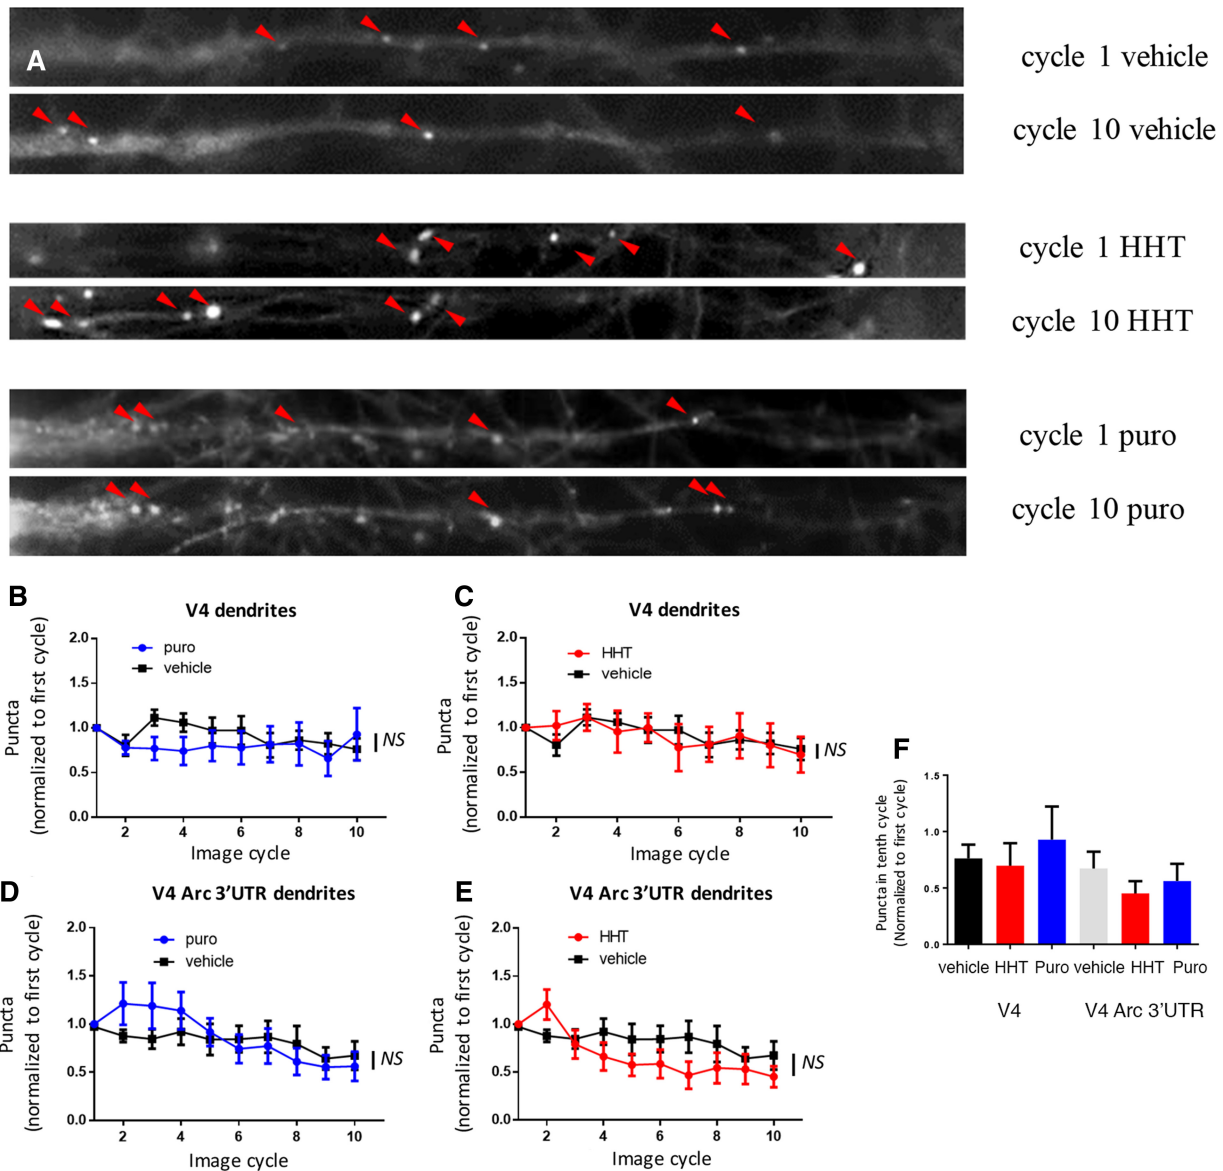 A
cycle 1 vehicle
cycle 10 vehicle
cycle 1 HHT
cycle 10 HHT
cycle 1 puro
cycle 10 puro
B
V4 dendrites
Puncta
(normalized to first cycle)
2.0
1.5
1.0
0.5
0.0
puro
vehicle
NS
2 4 6 8 10
Image cycle
C
V4 dendrites
Puncta
(normalized to first cycle)
2.0
1.5
1.0
0.5
0.0
HHT
vehicle
NS
2 4 6 8 10
Image cycle
D
V4 Arc 3’UTR dendrites
Puncta
(normalized to first cycle)
2.0
1.5
1.0
0.5
0.0
puro
vehicle
NS
2 4 6 8 10
Image cycle
E
V4 Arc 3’UTR dendrites
Puncta
(normalized to first cycle)
2.0
1.5
1.0
0.5
0.0
HHT
vehicle
NS
2 4 6 8 10
Image cycle
F
Puncta in tenth cycle
(Normalized to first cycle)
1.5
1.0
0.5
0.0
vehicle HHT Puro vehicle HHT Puro
V4 V4 Arc 3’UTR